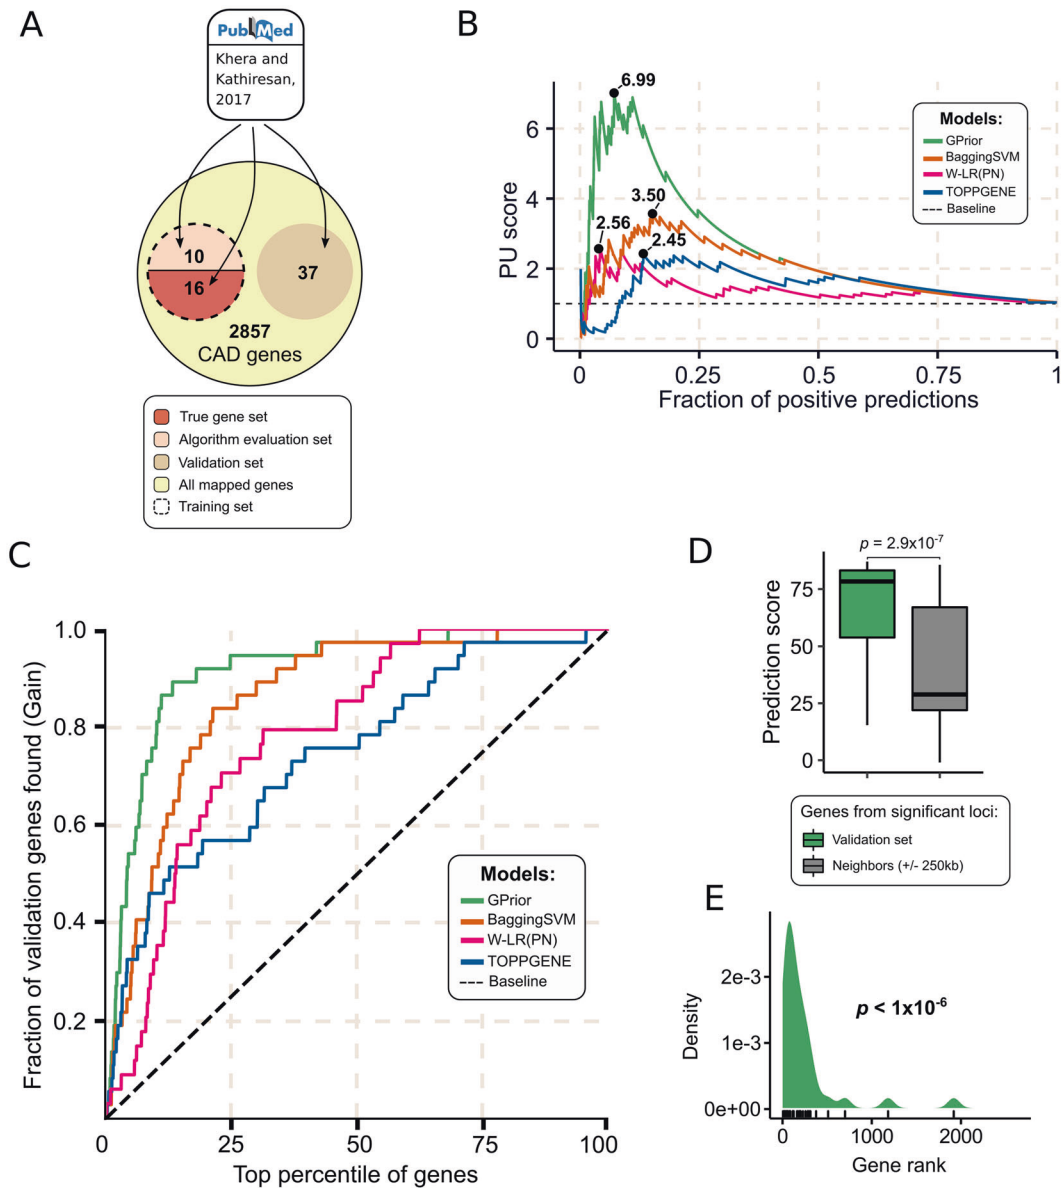 A
PubMed
Khera and
Kathiresan,
2017
10
16
37
2857
CAD genes
True gene set
Algorithm evaluation set
Validation set
All mapped genes
Training set
B
PU score
6
4
2
0
6.99
3.50
2.56
2.45
Models:
GPrior
BaggingSVM
W-LR(PN)
TOPPGENE
Baseline
0
0.25
0.5
0.75
1
Fraction of positive predictions
C
Fraction of validation genes found (Gain)
1.0
0.8
0.6
0.4
0.2
Models:
GPrior
BaggingSVM
W-LR(PN)
TOPPGENE
Baseline
0
25
50
75
100
Top percentile of genes
D
p = 2.9x10⁻⁷
Prediction score
75
50
25
0
Genes from significant loci:
Validation set
Neighbors (+/- 250kb)
E
Density
2e-3
1e-3
0e+00
p < 1x10⁻⁶
0
1000
2000
Gene rank